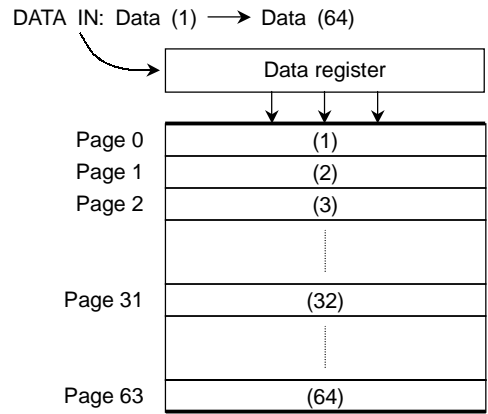 DATA IN: Data (1) → Data (64)
Data register
Page 0 (1)
Page 1 (2)
Page 2 (3)
Page 31 (32)
Page 63 (64)